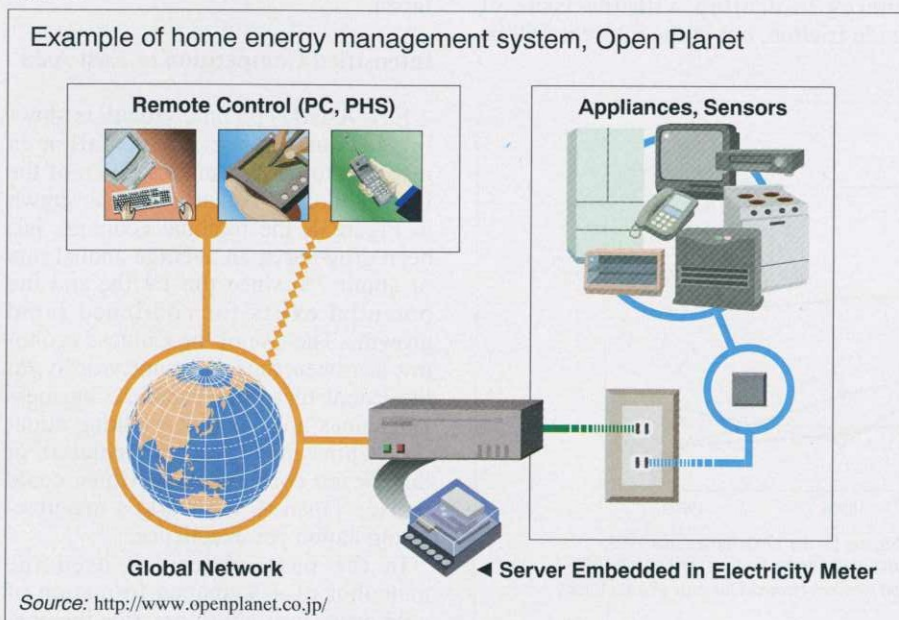 Example of home energy management system, Open Planet
Remote Control (PC, PHS)
Appliances, Sensors
Global Network
◄ Server Embedded in Electricity Meter
Source: http://www.openplanet.co.jp/